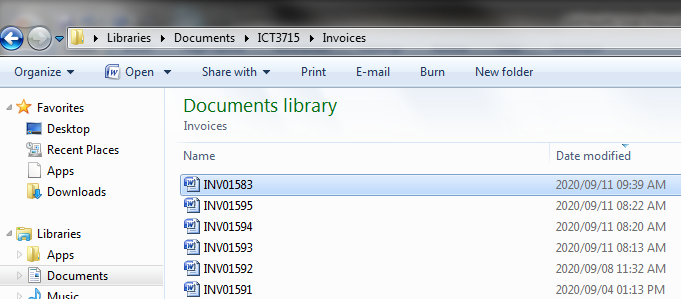 Libraries Documents ICT3715 Invoices
Organize Open Share with Print E-mail Burn New folder
Favorites
Desktop
Recent Places
Apps
Downloads
Libraries
Apps
Documents
Music
Documents library
Invoices
Name Date modified
INV01583 2020/09/11 09:39 AM
INV01595 2020/09/11 08:22 AM
INV01594 2020/09/11 08:20 AM
INV01593 2020/09/11 08:13 AM
INV01592 2020/09/08 11:32 AM
INV01591 2020/09/04 01:13 PM